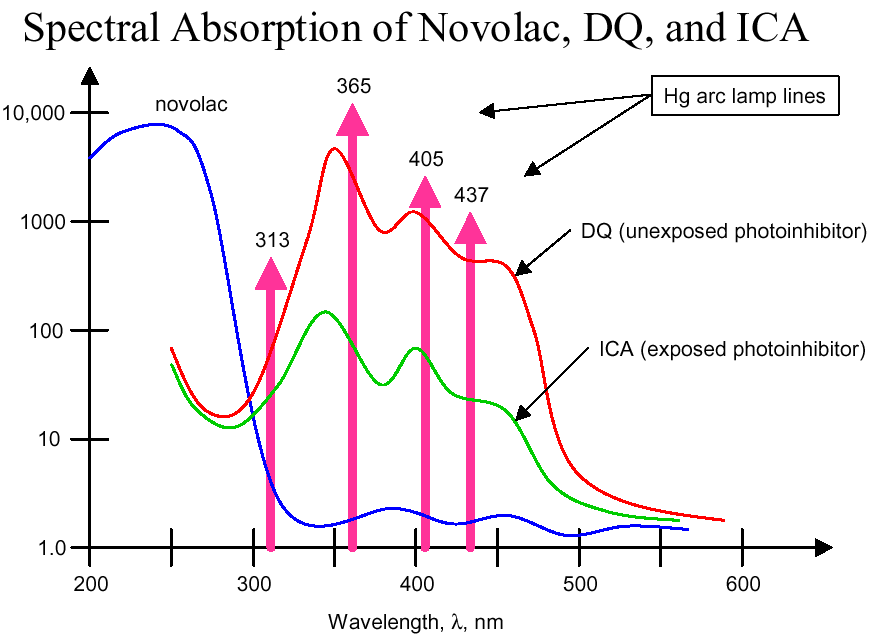 Spectral Absorption of Novolac, DQ, and ICA
365
Hg arc lamp lines
10,000
novolac
405
437
1000
313
DQ (unexposed photoinhibitor)
100
ICA (exposed photoinhibitor)
10
1.0
200
300
400
500
600
Wavelength, λ, nm